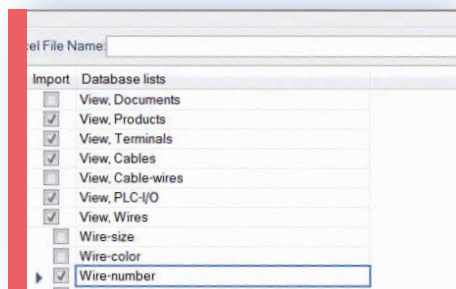 cel File Name:
Import Database lists
View, Documents
View, Products
View, Terminals
View, Cables
View, Cable-wires
View, PLC-I/O
View, Wires
Wire-size
Wire-color
Wire-number